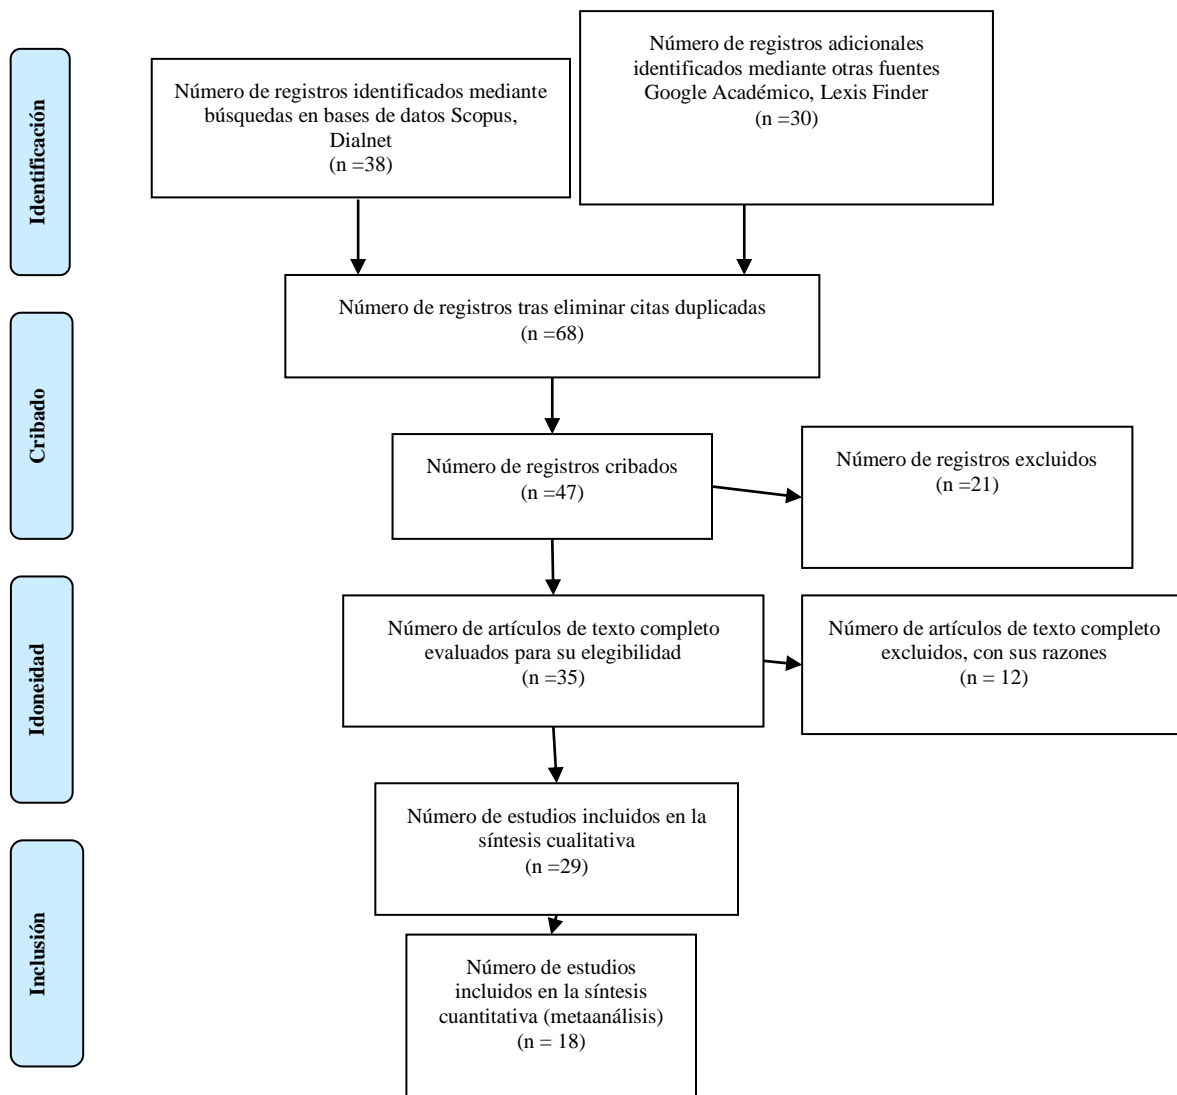 Identificación
Número de registros identificados mediante
búsquedas en bases de datos Scopus,
Dialnet
(n =38)
Número de registros adicionales
identificados mediante otras fuentes
Google Académico, Lexis Finder
(n =30)
Número de registros tras eliminar citas duplicadas
(n =68)
Cribado
Número de registros cribados
(n =47)
Número de registros excluidos
(n =21)
Idoneidad
Número de artículos de texto completo
evaluados para su elegibilidad
(n =35)
Número de artículos de texto completo
excluidos, con sus razones
(n = 12)
Número de estudios incluidos en la
síntesis cualitativa
(n =29)
Inclusión
Número de estudios
incluidos en la síntesis
cuantitativa (metaanálisis)
(n = 18)